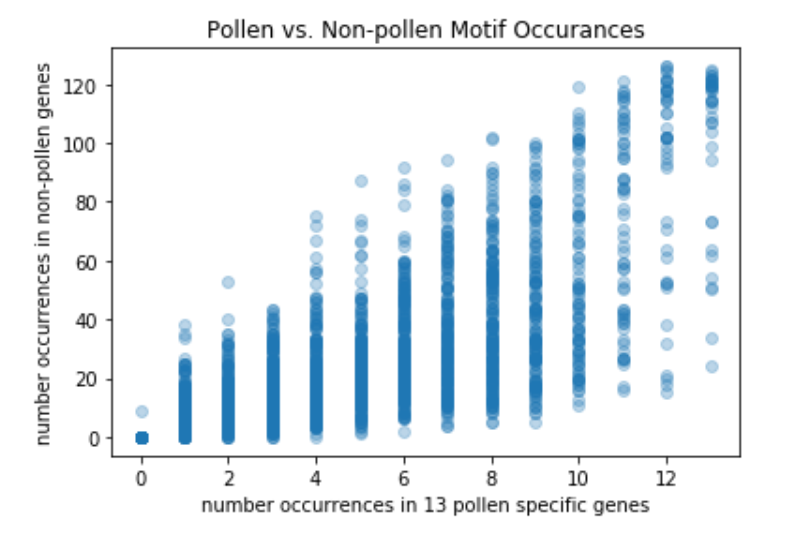 Pollen vs. Non-pollen Motif Occurances
number occurrences in non-pollen genes
120
100
80
60
40
20
0
0 2 4 6 8 10 12
number occurrences in 13 pollen specific genes